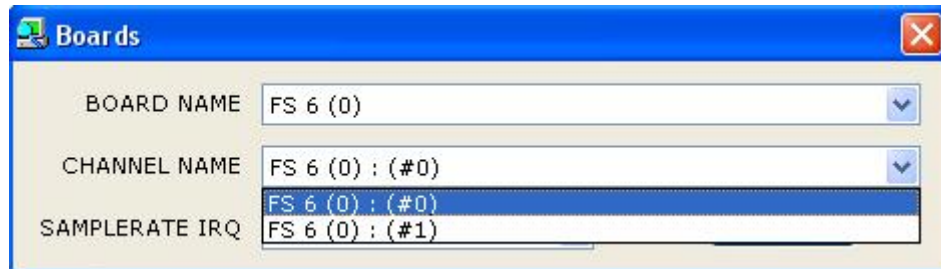 Boards
BOARD NAME FS 6 (0)
CHANNEL NAME FS 6 (0) : (#0)
FS 6 (0) : (#0)
SAMPLERATE IRQ FS 6 (0) : (#1)